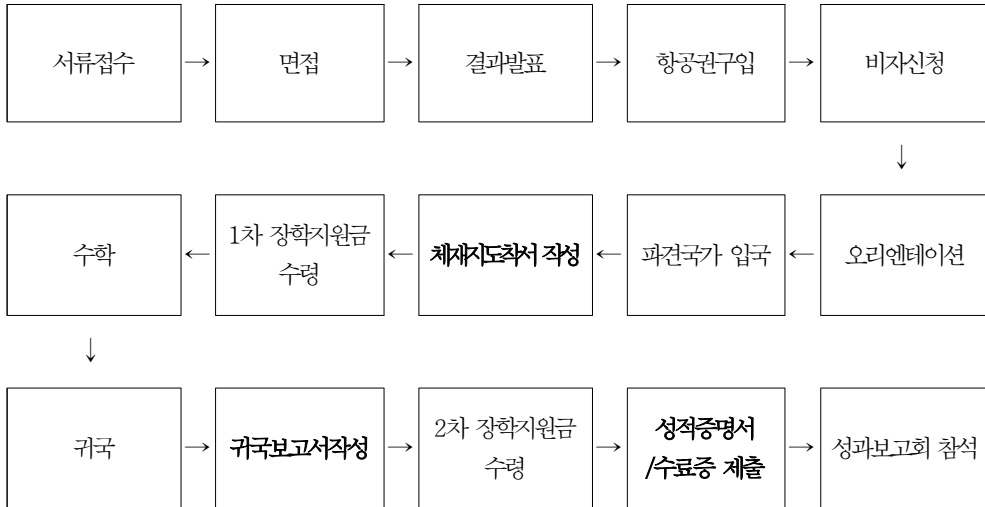 서류접수 → 면접 → 결과발표 → 항공권구입 → 비자신청
↓
수학 ← 1차 장학지원금
수령 ← 체재지도착서 작성 ← 파견국가 입국 ← 오리엔테이션
↓
귀국 → 귀국보고서작성 → 2차 장학지원금
수령 → 성적증명서
/수료증 제출 → 성과보고회 참석